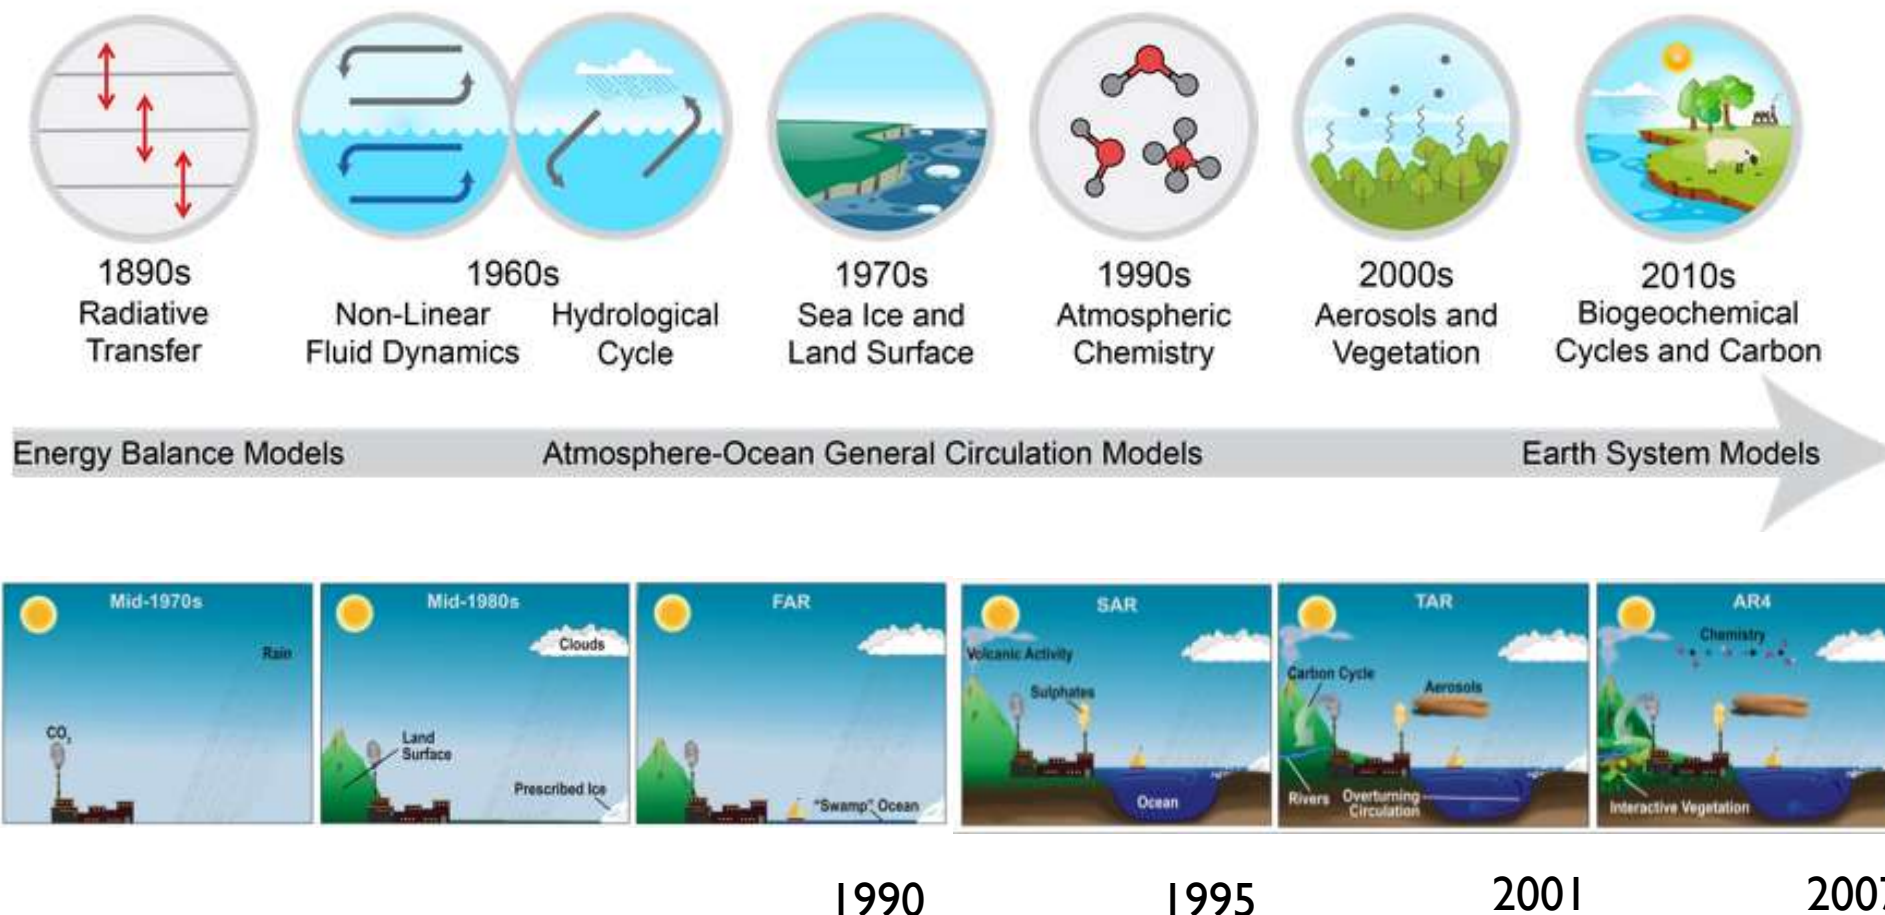 1890s
Radiative
Transfer
1960s
Non-Linear
Fluid Dynamics
Hydrological
Cycle
1970s
Sea Ice and
Land Surface
1990s
Atmospheric
Chemistry
2000s
Aerosols and
Vegetation
2010s
Biogeochemical
Cycles and Carbon
Energy Balance Models
Atmosphere-Ocean General Circulation Models
Earth System Models
Mid-1970s
Rain
CO₂
Mid-1980s
Clouds
Land
Surface
Prescribed Ice
FAR
"Swamp" Ocean
SAR
Volcanic Activity
Sulphates
Ocean
TAR
Carbon Cycle
Aerosols
Rivers
Overturning
Circulation
AR4
Chemistry
Interactive Vegetation
1990
1995
2001
2007